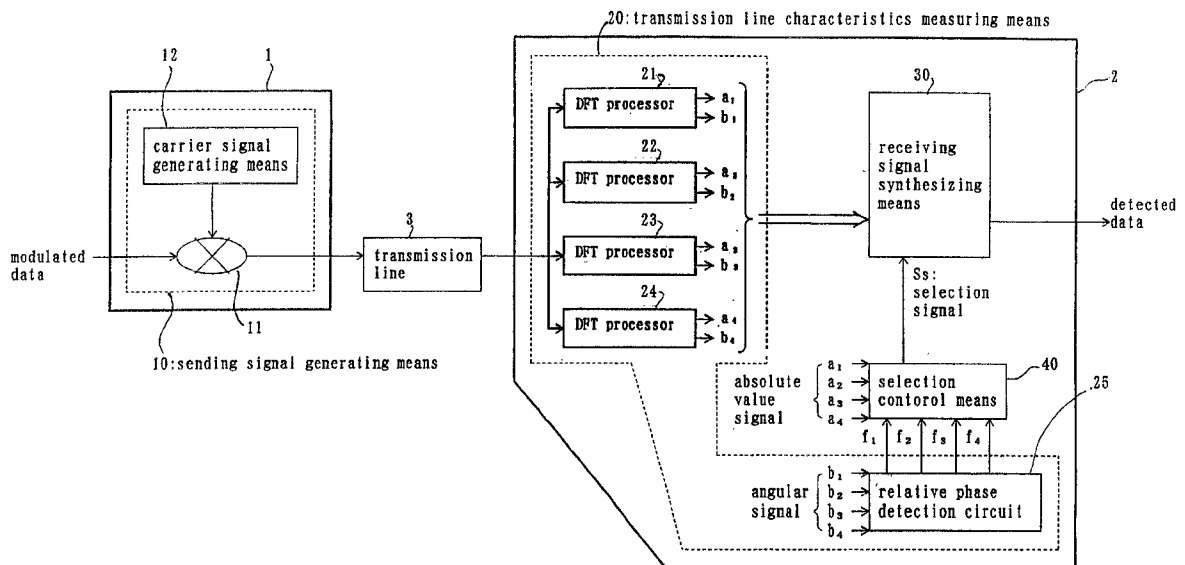 20:transmission line characteristics measuring means
12
1
21
30
2
carrier signal
generating means
DFT processor
a₁
b₁
22
DFT processor
b₂
receiving
signal
synthesizing
means
detected
data
modulated
data
11
3
transmission
line
23
DFT processor
24
DFT processor
a₄
b₄
Ss:
selection
signal
10:sending signal generating means
absolute
value
signal
a₁
a₂
a₃
a₄
selection
contorol means
40
25
f₁ f₂ f₃ f₄
angular
signal
b₁
b₂
b₃
b₄
relative phase
detection circuit